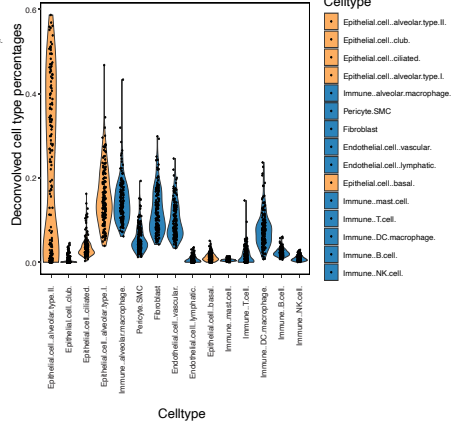 Celltype
0.6
0.4
0.2
0.0
Deconvolved cell type percentages
Epithelial.cell..alveolar.type.II.
Epithelial.cell..club.
Epithelial.cell..ciliated.
Epithelial.cell..alveolar.type.I.
Immune..alveolar.macrophage.
Pericyte.SMC
Fibroblast
Endothelial.cell..vascular.
Endothelial.cell..lymphatic.
Epithelial.cell..basal.
Immune..mast.cell.
Immune..T.cell.
Immune..DC.macrophage.
Immune..B.cell.
Immune..NK.cell.
Epithelial.cell..alveolar.type.II.
Epithelial.cell..club.
Epithelial.cell..ciliated.
Epithelial.cell..alveolar.type.I.
Immune..alveolar.macrophage.
Pericyte.SMC
Fibroblast
Endothelial.cell..vascular.
Endothelial.cell..lymphatic.
Epithelial.cell..basal.
Immune..mast.cell.
Immune..T.cell.
Immune..DC.macrophage.
Immune..B.cell.
Immune..NK.cell.
Celltype